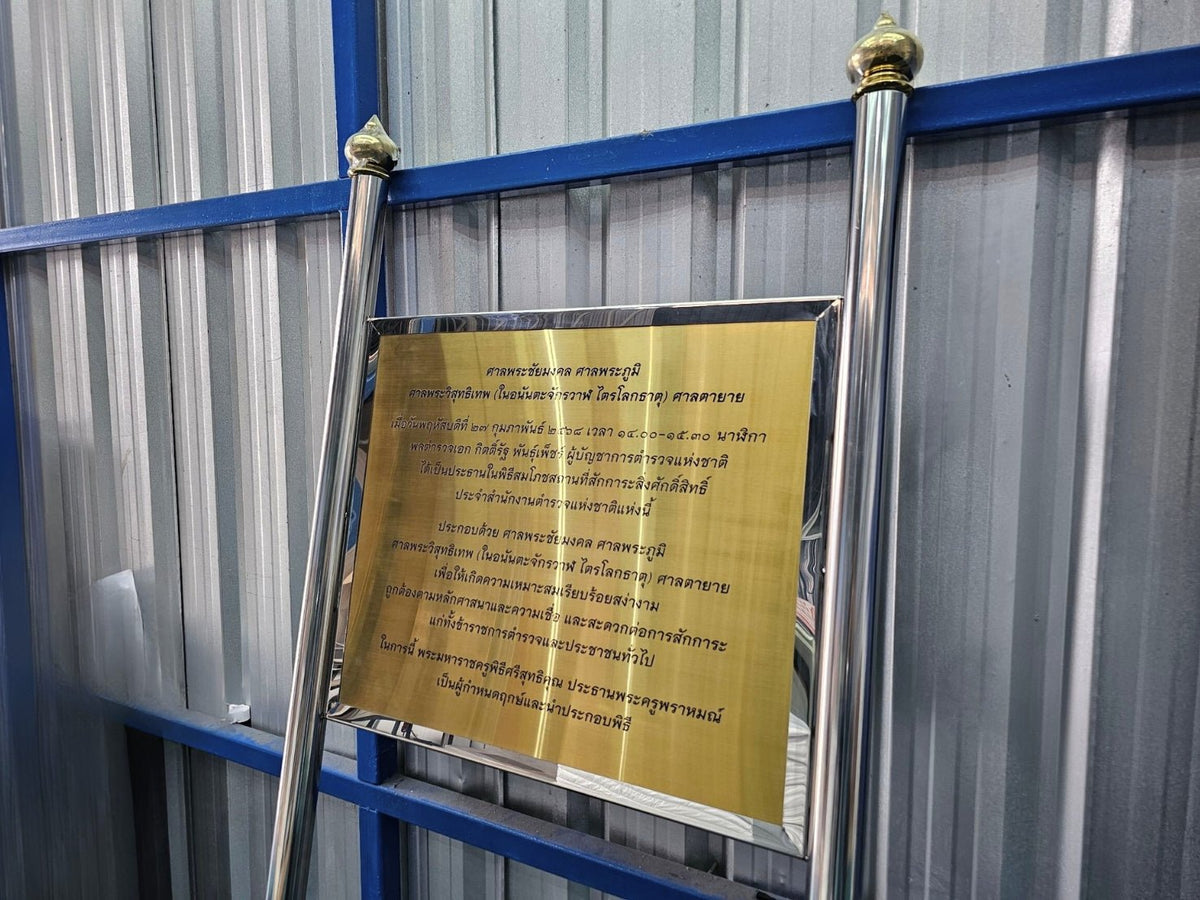 ศาลพระชัยมงคล ศาลพระภูมิ
ศาลพระวิสุทธิเทพ (ในอนันตะจักรวาฬ ไตรโลกธาตุ) ศาลตายาย
เมื่อวันพฤหัสบดีที่ ๒๗ กุมภาพันธ์ ๒๕๖๘ เวลา ๑๔.๐๐-๑๕.๓๐ นาฬิกา
พลตำรวจเอก กิตติ์รัฐ พันธุ์เพ็ชร์ ผู้บัญชาการตำรวจแห่งชาติ
ได้เป็นประธานในพิธีสมโภชสถานที่สักการะสิ่งศักดิ์สิทธิ์
ประจำสำนักงานตำรวจแห่งชาติแห่งนี้
ประกอบด้วย ศาลพระชัยมงคล ศาลพระภูมิ
ศาลพระวิสุทธิเทพ (ในอนันตะจักรวาฬ ไตรโลกธาตุ) ศาลตายาย
เพื่อให้เกิดความเหมาะสมเรียบร้อยสง่างาม
ถูกต้องตามหลักศาสนาและความเชื่อ และสะดวกต่อการสักการะ
แก่ทั้งข้าราชการตำรวจและประชาชนทั่วไป
ในการนี้ พระมหาราชครูพิธีศรีสุทธิคุณ ประธานพระครูพราหมณ์
เป็นผู้กำหนดฤกษ์และนำประกอบพิธี